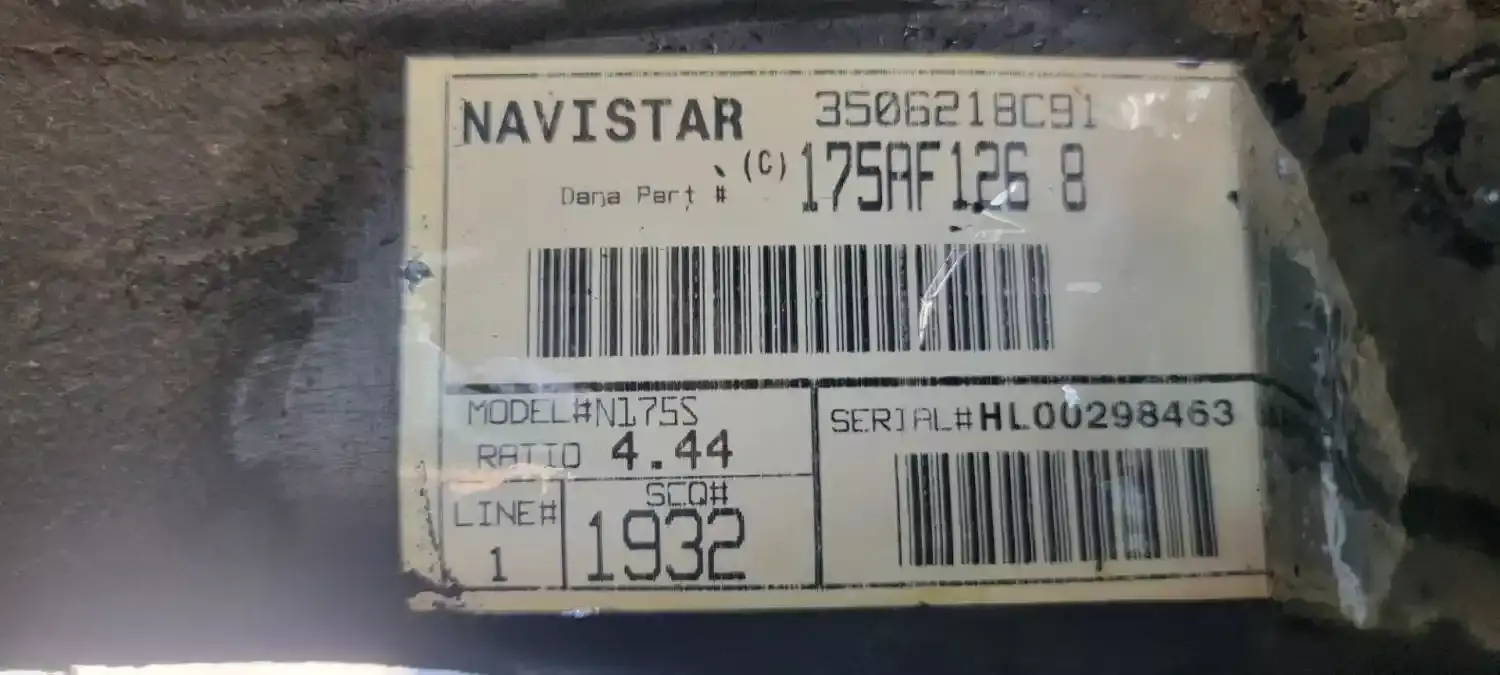 NAVISTAR 3506218C91
Dana Part # (C) 175AF126 8
MODEL#N175S
RATIO 4.44
SERIAL#HL00298463
LINE# SCQ#
1 1932